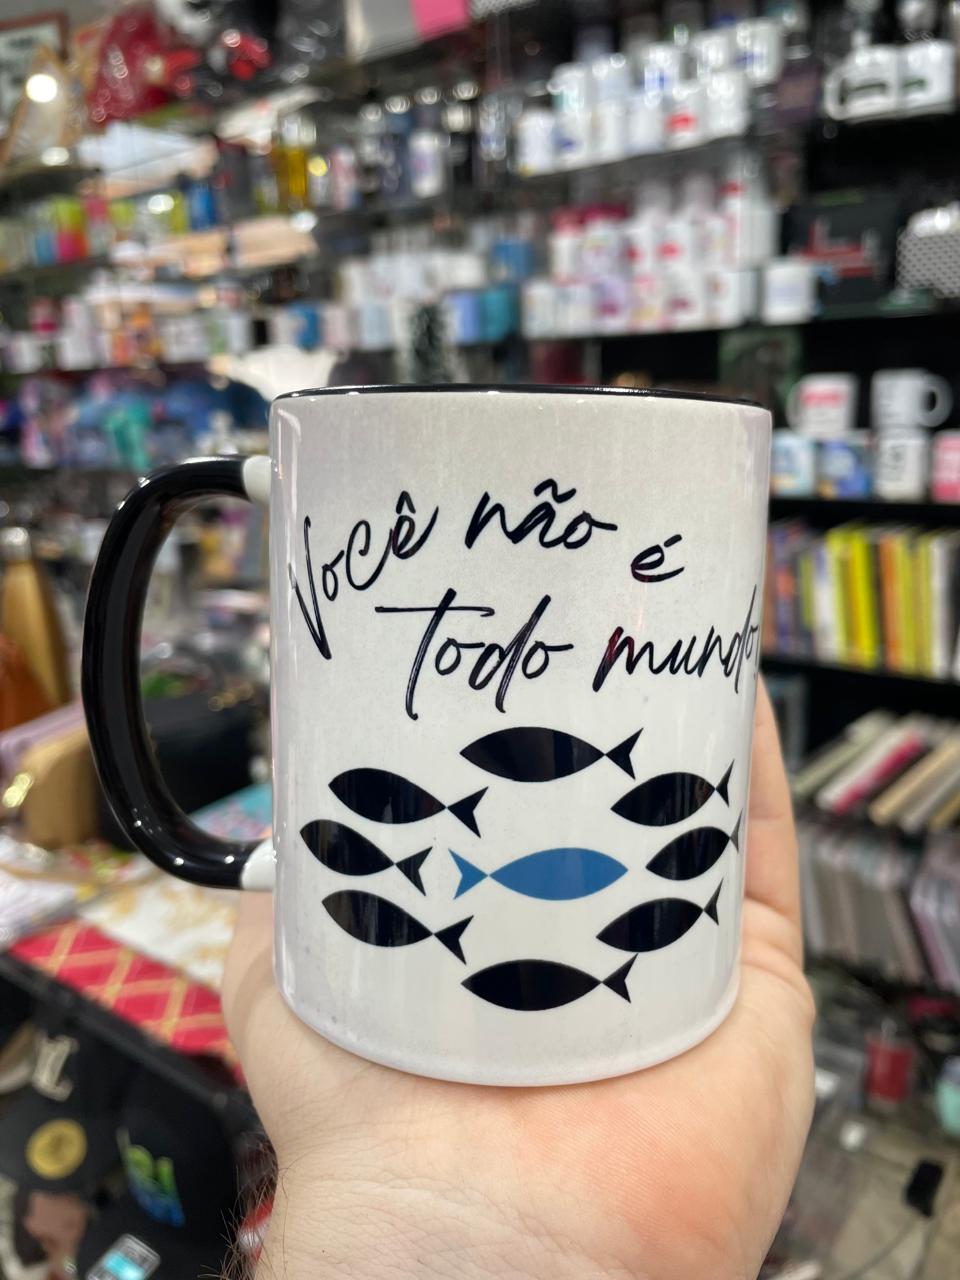 Você não é
Todo mundo,